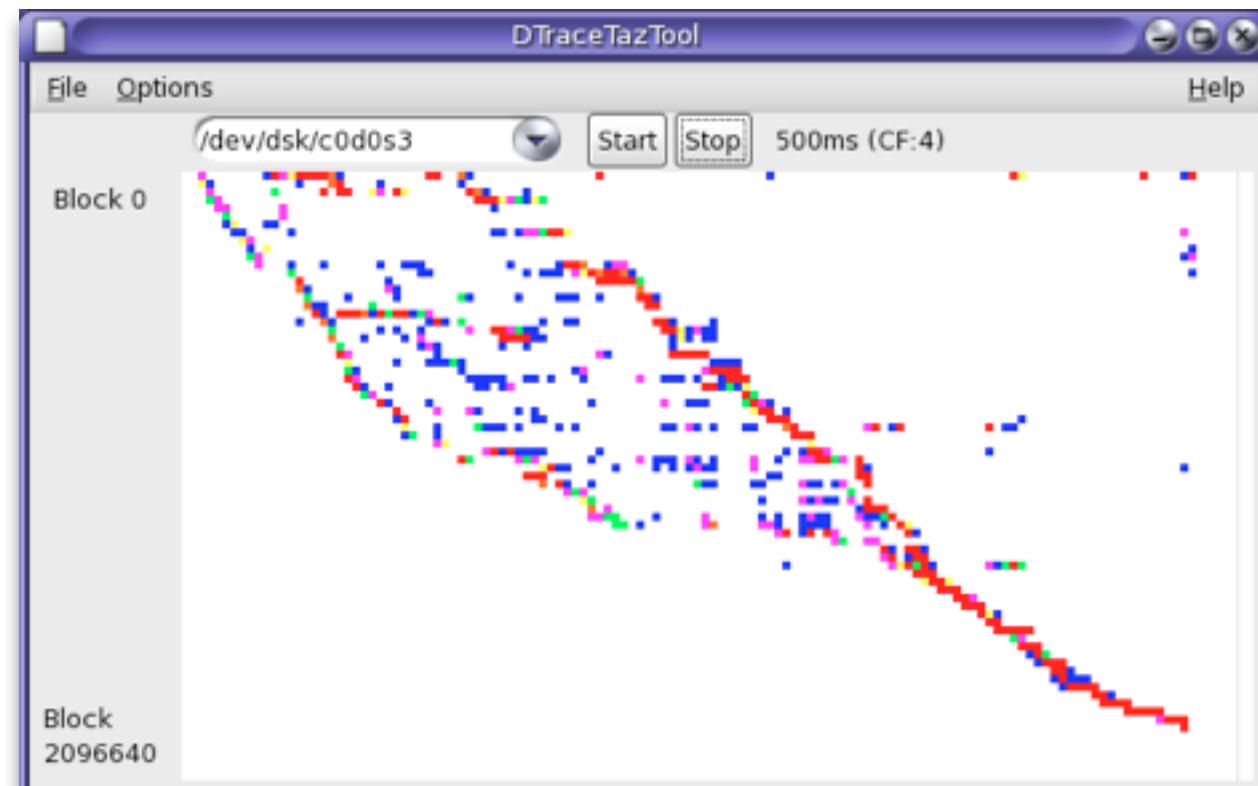 DTraceTazTool
File Options Help
/dev/dsk/c0d0s3 Start Stop 500ms (CF:4)
Block 0
Block
2096640